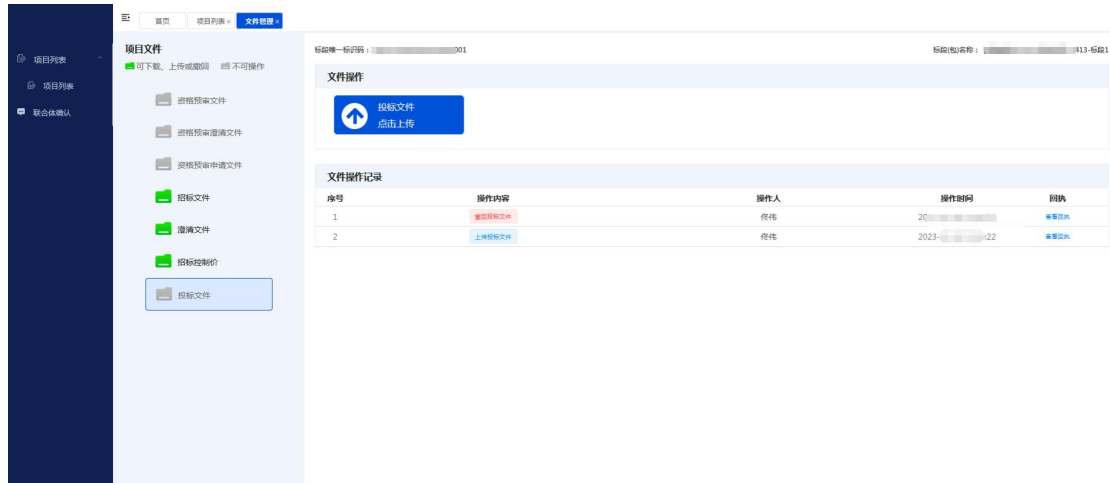 首页 项目列表× 文件管理×
项目列表
项目列表
联合体确认
项目文件
可下载、上传或撤回 不可操作
资格预审文件
资格预审澄清文件
资格预审申请文件
招标文件
澄清文件
招标控制价
投标文件
标段唯一标识码： 001 标段(包)名称： 413-标段1
文件操作
投标文件
点击上传
文件操作记录
序号 操作内容 操作人 操作时间 回执
1 撤回投标文件 佟伟 20 查看回执
2 上传投标文件 佟伟 2023- :22 查看回执